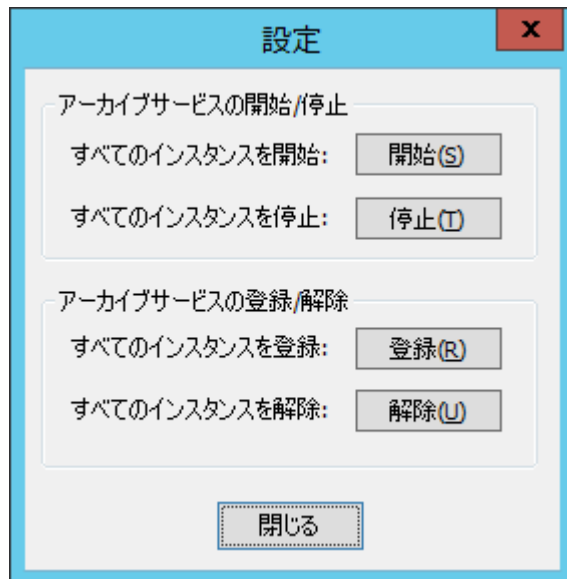 設定
x
アーカイブサービスの開始/停止
すべてのインスタンスを開始: 開始(S)
すべてのインスタンスを停止: 停止(T)
アーカイブサービスの登録/解除
すべてのインスタンスを登録: 登録(R)
すべてのインスタンスを解除: 解除(U)
閉じる